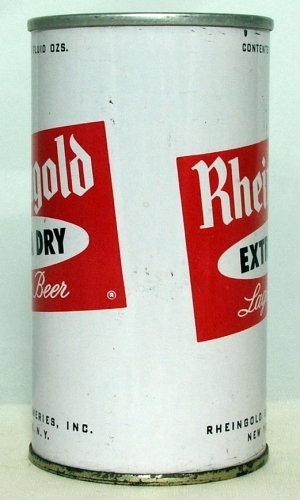 FLUID OZS.
gold
DRY
Beer
®
ERIES, INC.
N.Y.
CONTENTS
Rhein
EXT
Lag
RHEINGOLD
NEW